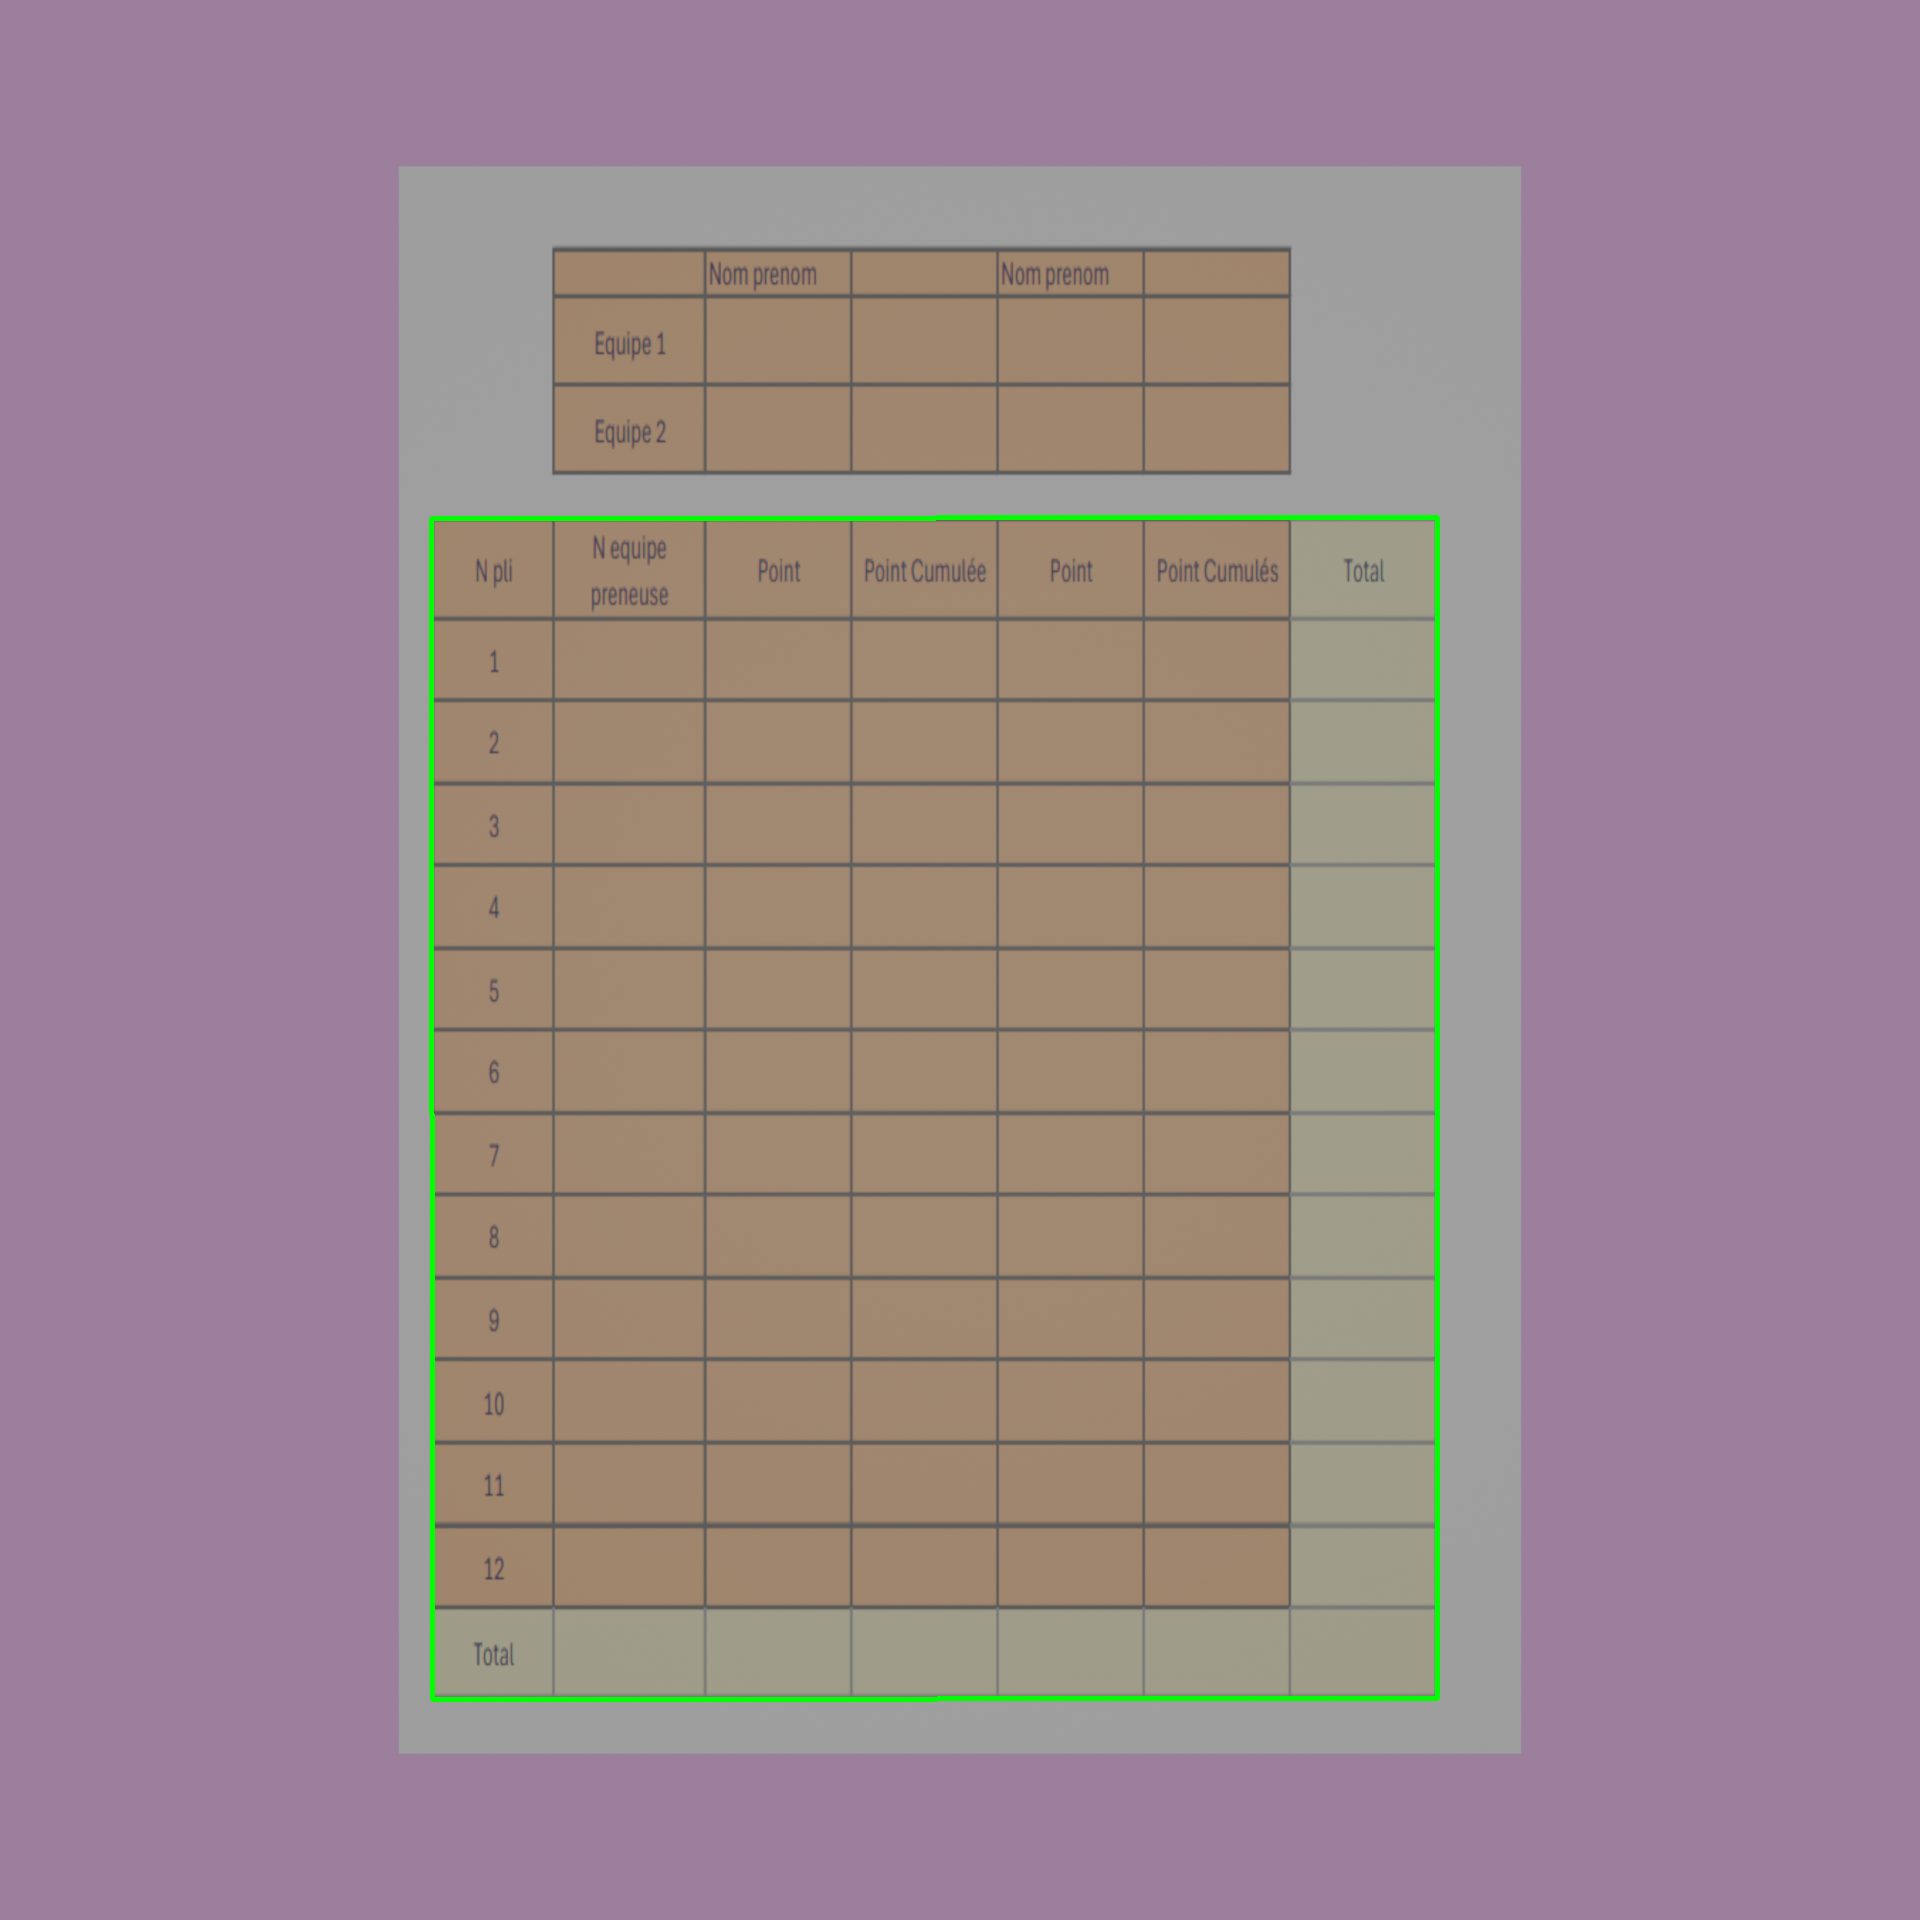 Nom prenom Nom prenom
Equipe 1
Equipe 2
N pli N equipe preneuse Point Point Cumulée Point Point Cumulés Total
1
2
3
4
5
6
7
8
9
10
11
12
Total